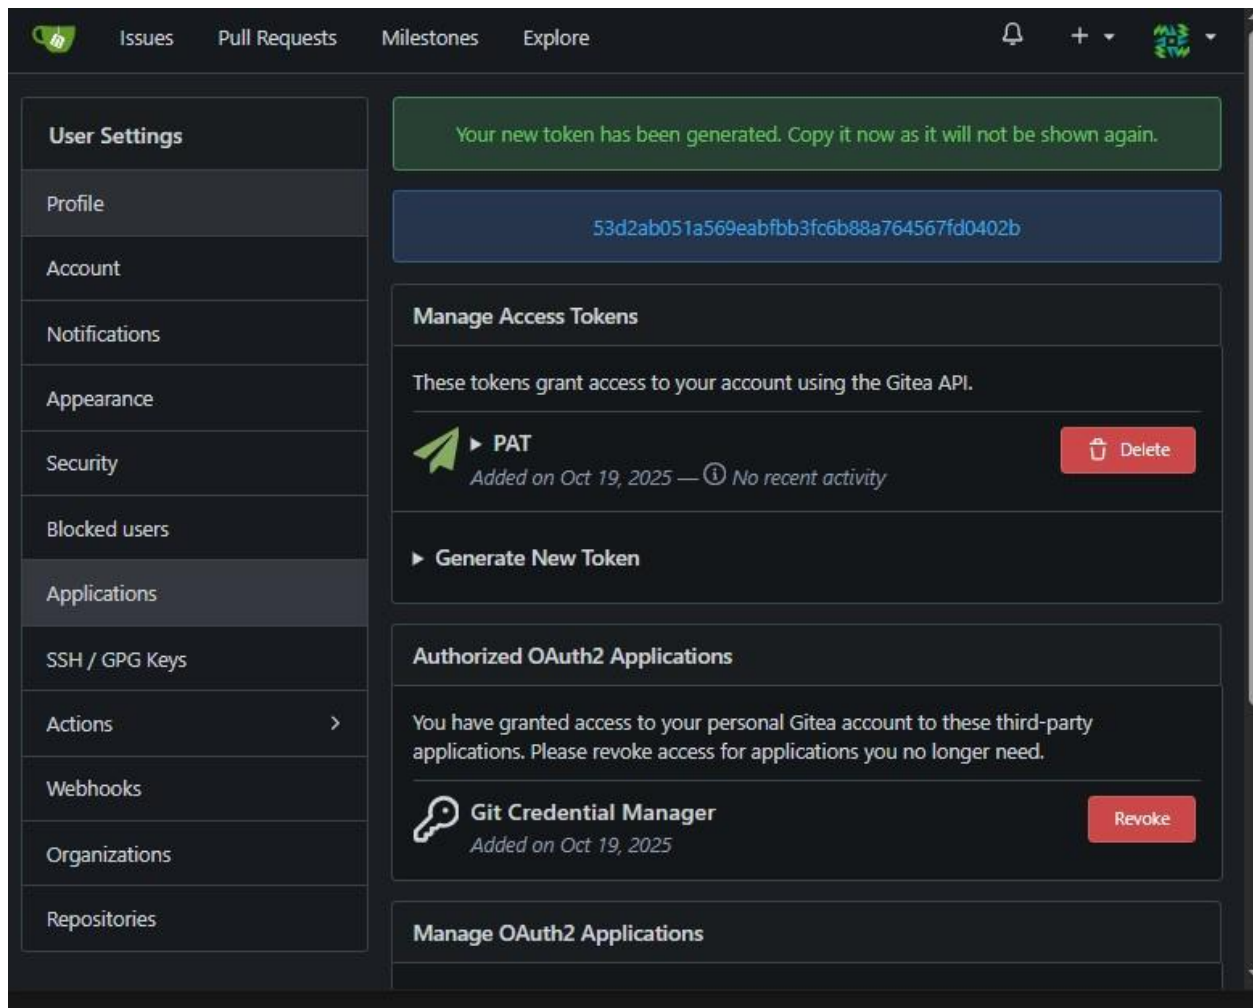 Issues
Pull Requests
Milestones
Explore
User Settings
Profile
Account
Notifications
Appearance
Security
Blocked users
Applications
SSH / GPG Keys
Actions
Webhooks
Organizations
Repositories
Your new token has been generated. Copy it now as it will not be shown again.
53d2ab051a569eabfbb3fc6b88a764567fd0402b
Manage Access Tokens
These tokens grant access to your account using the Gitea API.
PAT
Added on Oct 19, 2025 — No recent activity
Delete
Generate New Token
Authorized OAuth2 Applications
You have granted access to your personal Gitea account to these third-party
applications. Please revoke access for applications you no longer need.
Git Credential Manager
Added on Oct 19, 2025
Revoke
Manage OAuth2 Applications